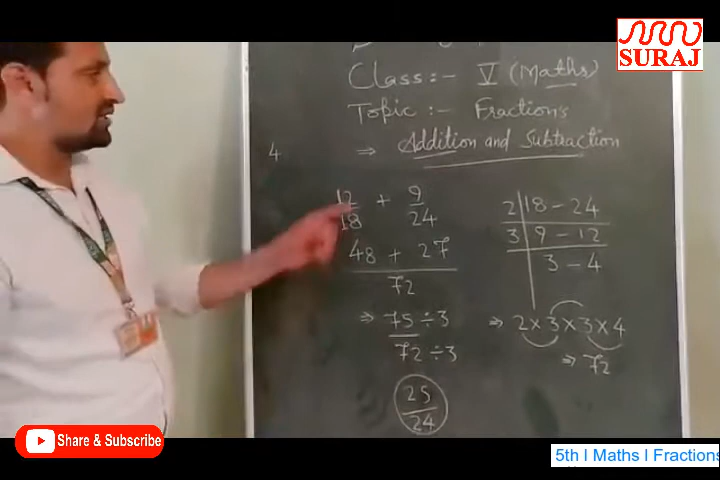 SURAJ
Class:- V (Maths)
Topic :- Fractions
4. ⇒ Addition and Subtraction
12/18 + 9/24
48 + 27
72
⇒ 75÷3
72÷3
25/24
2 | 18 - 24
3 | 9 - 12
3 - 4
⇒ 2×3×3×4
⇒ 72
Share & Subscribe
5th I Maths I Fractions